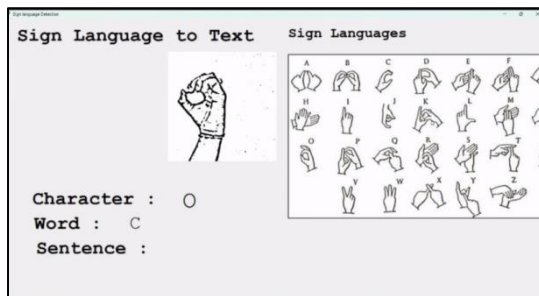 Sign language Detection
Sign Language to Text
Sign Languages
A B C D E F
H I J K L M
O P Q R S T
V W X Y Z
Character : O
Word : C
Sentence :